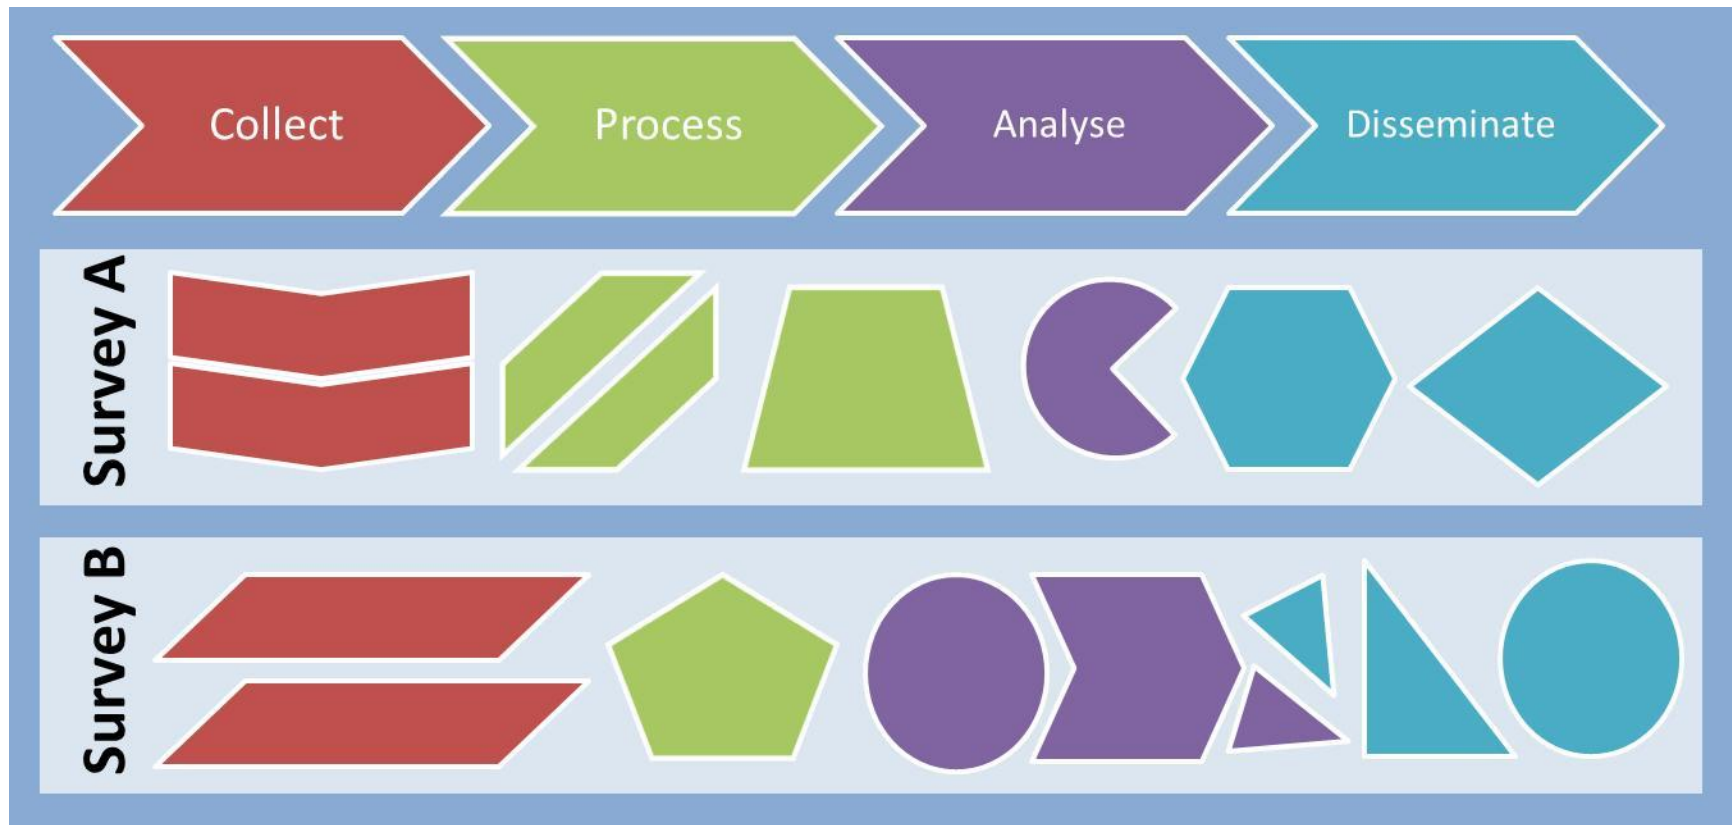 Collect
Process
Analyse
Disseminate
Survey A
Survey B